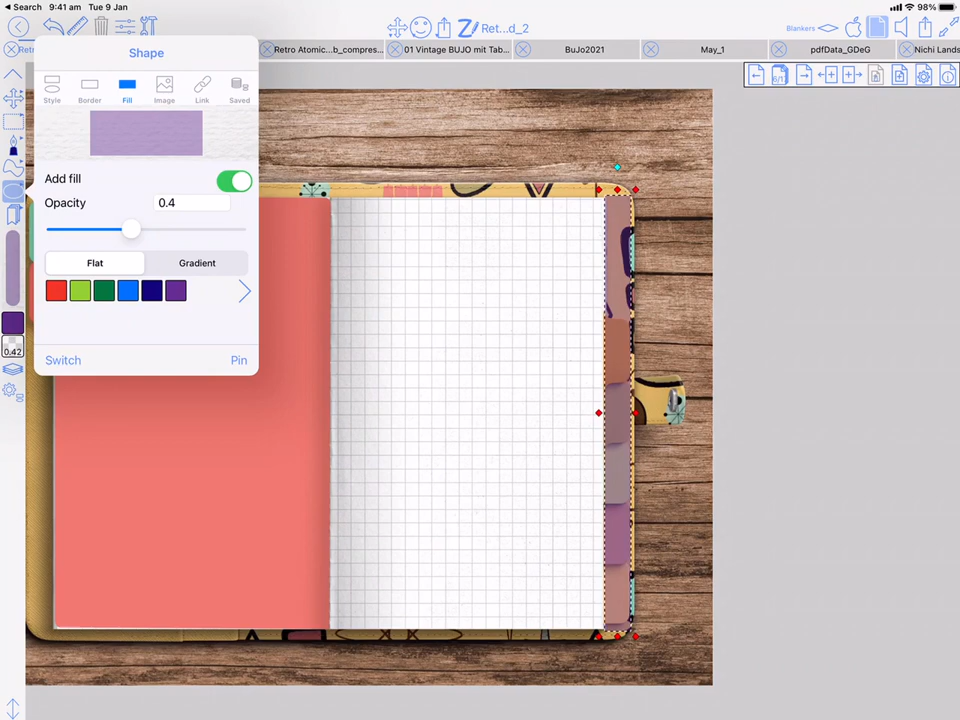 Search 9:41 am Tue 9 Jan 98%
Ret...d_2
Blankers
Retr
Retro Atomic...b_compres...
01 Vintage BUJO mit Tab...
BuJo2021
May_1
pdfData_GDeG
Nichi Lands
Shape
Style Border Fill Image Link Saved
Add fill
Opacity 0.4
Flat Gradient
Switch Pin
0.42